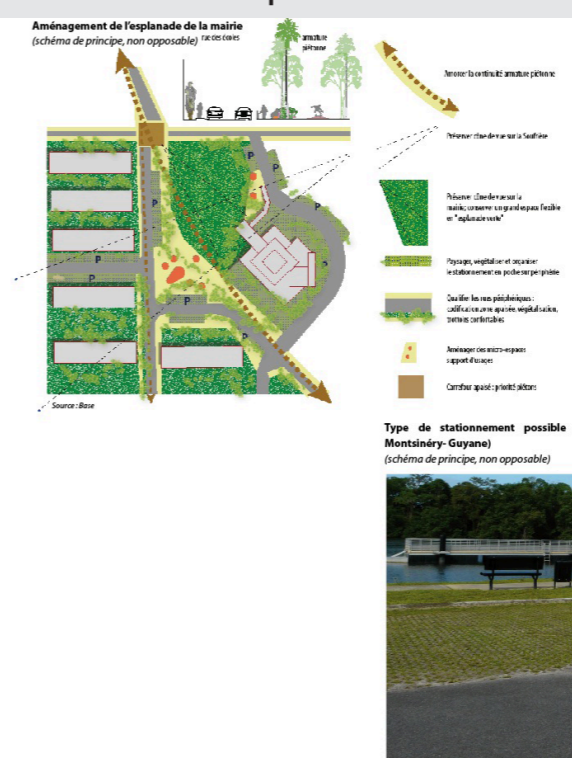 Aménagement de l'esplanade de la mairie
(schéma de principe, non opposable)
rue des écoles
armature
piétonne
Amorcer la continuité armature piétonne
Préserver cône de vue sur la Soufrière
Préserver cône de vue sur la
mairie; conserver un grand espace flexible
en "esplanade verte"
Paysager, végétaliser et organiser
le stationnement en poche sur périphérie
Qualifier les rues périphériques :
codification zone apaisée, végétalisation,
trottoirs confortables
Aménager des micro-espaces
support d'usages
Carrefour apaisé : priorité piétons
P
P
P
P
P
P
P
P
P
Source : Base
Type de stationnement possible
Montsinéry- Guyane)
(schéma de principe, non opposable)